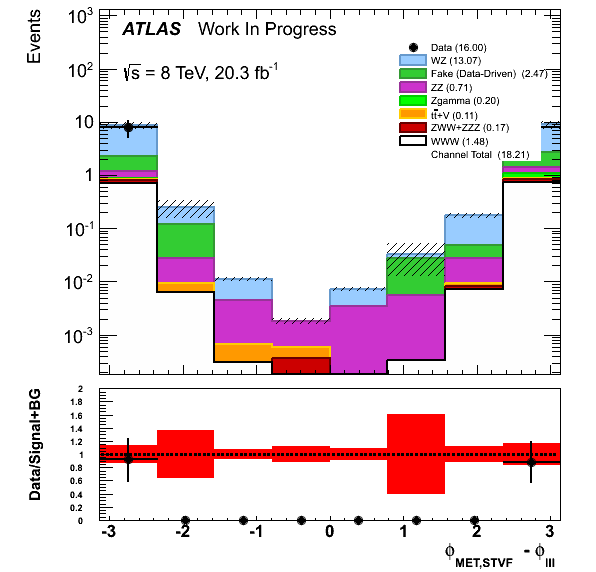 Events
10³
10²
10
1
10⁻¹
10⁻²
10⁻³
ATLAS Work In Progress
√s = 8 TeV, 20.3 fb⁻¹
Data (16.00)
WZ (13.07)
Fake (Data-Driven) (2.47)
ZZ (0.71)
Zgamma (0.20)
tt̄+V (0.11)
ZWW+ZZZ (0.17)
WWW (1.48)
Channel Total (18.21)
Data/Signal+BG
2
1.8
1.6
1.4
1.2
1
0.8
0.6
0.4
0.2
0
-3 -2 -1 0 1 2 3
ϕMET,STVF - ϕlll